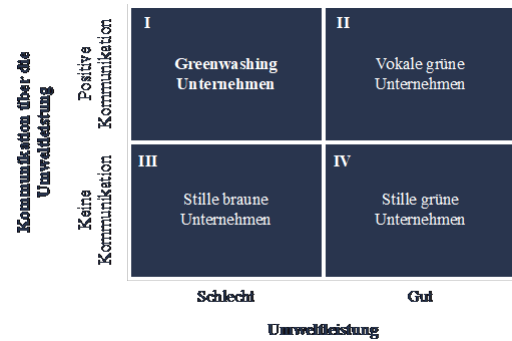 Kommunikation über die
Umweltleistung
Positive
Kommunikation
Keine
Kommunikation
I
Greenwashing
Unternehmen
II
Vokale grüne
Unternehmen
III
Stille braune
Unternehmen
IV
Stille grüne
Unternehmen
Schlecht
Gut
Umweltleistung